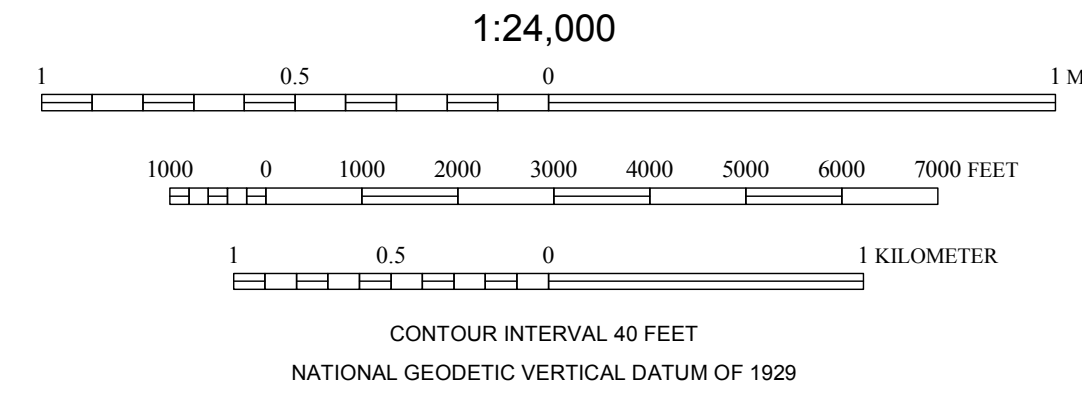 1:24,000
1 0.5 0 1 M
1000 0 1000 2000 3000 4000 5000 6000 7000 FEET
1 0.5 0 1 KILOMETER
CONTOUR INTERVAL 40 FEET
NATIONAL GEODETIC VERTICAL DATUM OF 1929